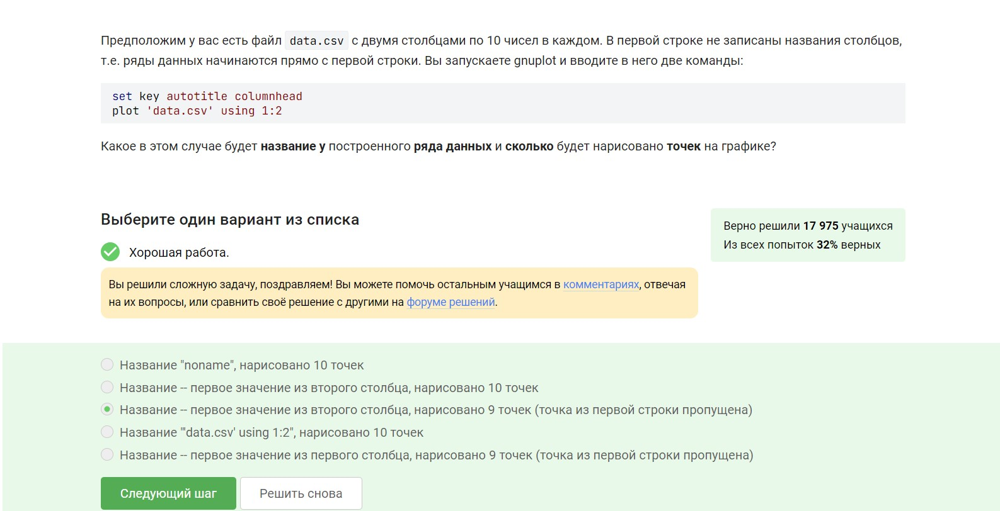 Предположим у вас есть файл data.csv с двумя столбцами по 10 чисел в каждом. В первой строке не записаны названия столбцов,
т.е. ряды данных начинаются прямо с первой строки. Вы запускаете gnuplot и вводите в него две команды:
set key autotitle columnhead
plot 'data.csv' using 1:2
Какое в этом случае будет название у построенного ряда данных и сколько будет нарисовано точек на графике?
Выберите один вариант из списка
Верно решили 17 975 учащихся
Из всех попыток 32% верных
Хорошая работа.
Вы решили сложную задачу, поздравляем! Вы можете помочь остальным учащимся в комментариях, отвечая
на их вопросы, или сравнить своё решение с другими на форуме решений.
Название "noname", нарисовано 10 точек
Название -- первое значение из второго столбца, нарисовано 10 точек
Название -- первое значение из второго столбца, нарисовано 9 точек (точка из первой строки пропущена)
Название "'data.csv' using 1:2", нарисовано 10 точек
Название -- первое значение из первого столбца, нарисовано 9 точек (точка из первой строки пропущена)
Следующий шаг
Решить снова